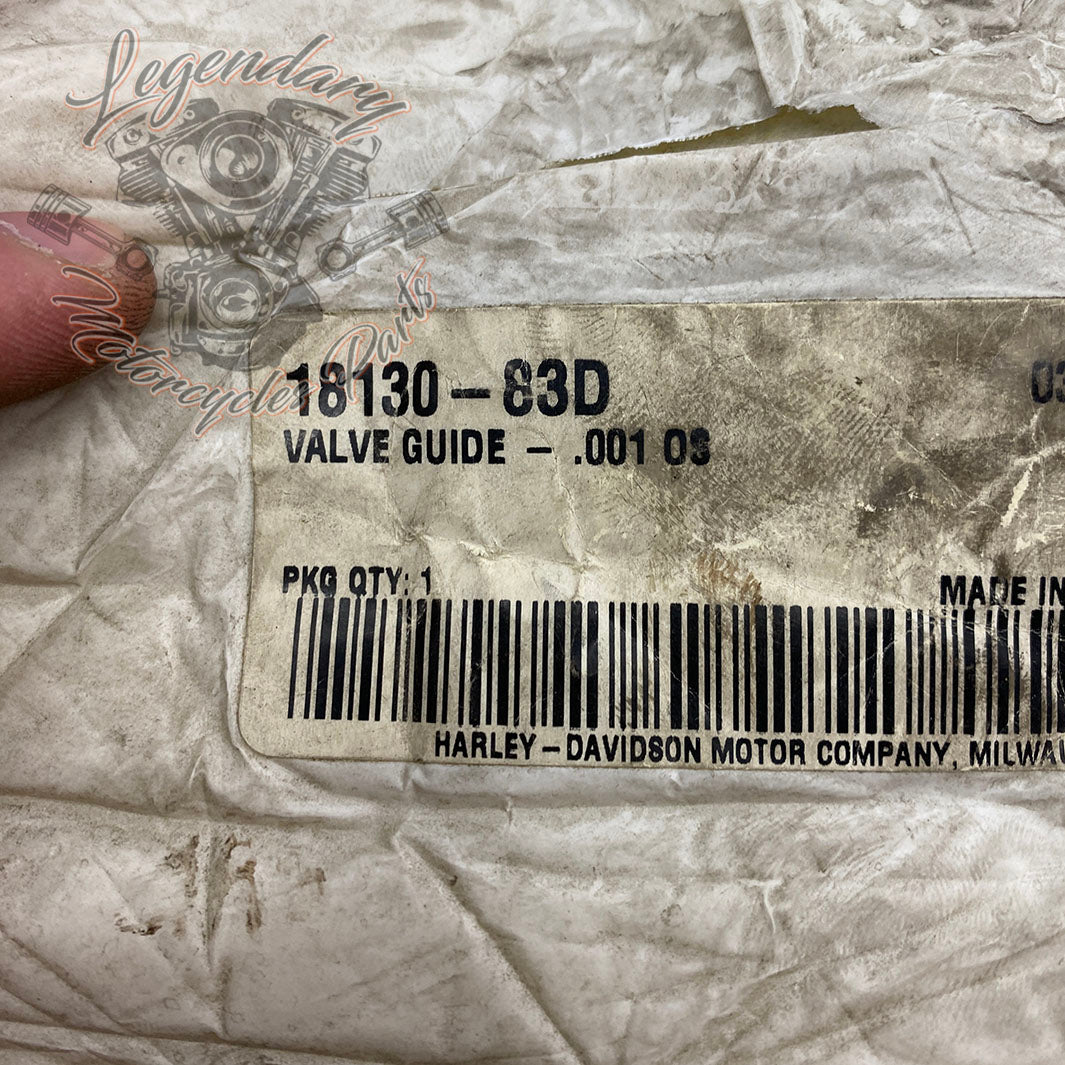 Legendary
Motorcycles Parts
18130-83D 03
VALVE GUIDE - .001 OS
PKG QTY: 1
MADE IN
HARLEY-DAVIDSON MOTOR COMPANY, MILWAU